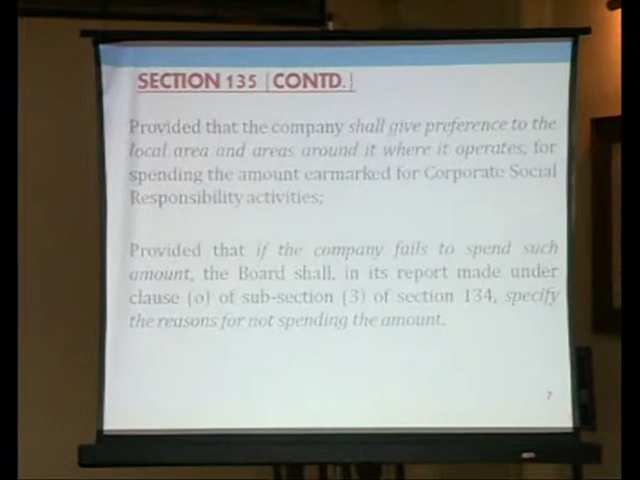 SECTION 135 [CONTD.]
Provided that the company shall give preference to the
local area and areas around it where it operates, for
spending the amount earmarked for Corporate Social
Responsibility activities;
Provided that if the company fails to spend such
amount, the Board shall, in its report made under
clause (o) of sub-section (3) of section 134, specify
the reasons for not spending the amount.
7